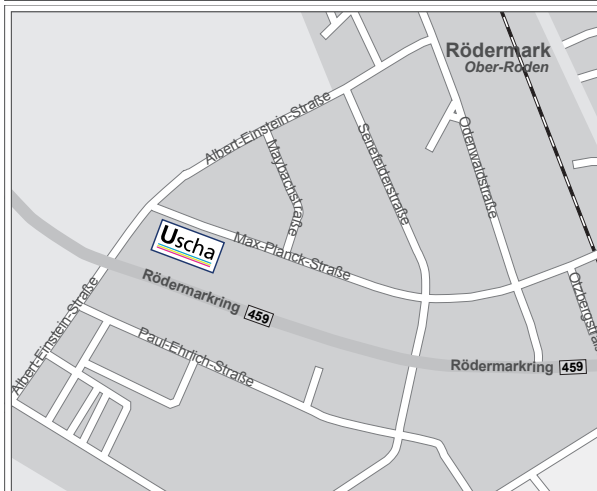 Rödermark
Ober-Roden
Albert-Einstein-Straße
Maybachstraße
Senefelderstraße
Odenwaldstraße
Uscha
Max-Planck-Straße
Rödermarkring 459
Otzbergstraß
Albert-Einstein-Straße
Paul-Ehrlich-Straße
Rödermarkring 459